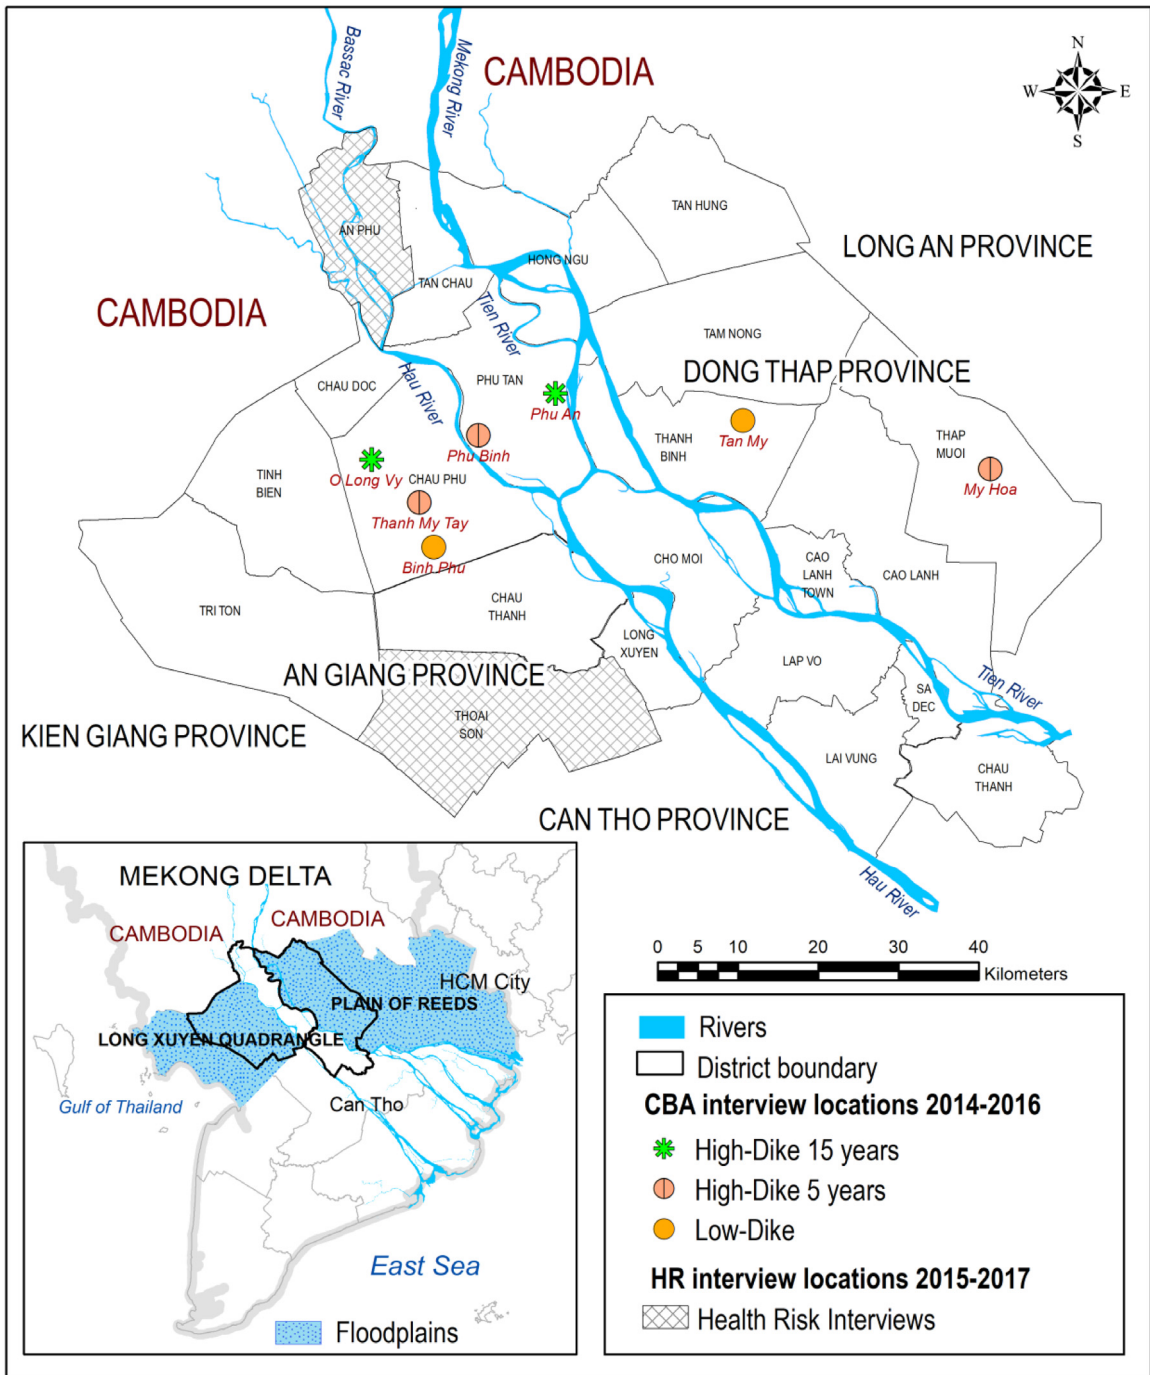 Bassac River
Mekong River
CAMBODIA
N
W
E
S
TAN HUNG
AN PHU
LONG AN PROVINCE
HONG NGU
TAN CHAU
CAMBODIA
Tien River
TAM NONG
Hau River
PHU TAN
DONG THAP PROVINCE
CHAU DOC
Phu An
THANH
BINH
Tan My
THAP
MUOI
Phu Binh
TINH
BIEN
O Long Vy
CHAU PHU
My Hoa
Thanh My Tay
Binh Phu
CHO MOI
CAO
LANH
TOWN
CAO LANH
CHAU
THANH
TRI TON
LONG
XUYEN
LAP VO
AN GIANG PROVINCE
SA
DEC
Tien River
THOAI
SON
KIEN GIANG PROVINCE
LAI VUNG
CHAU
THANH
CAN THO PROVINCE
Hau River
MEKONG DELTA
CAMBODIA
CAMBODIA
HCM City
PLAIN OF REEDS
LONG XUYEN QUADRANGLE
Gulf of Thailand
Can Tho
East Sea
Floodplains
0 5 10 20 30 40
Kilometers
Rivers
District boundary
CBA interview locations 2014-2016
High-Dike 15 years
High-Dike 5 years
Low-Dike
HR interview locations 2015-2017
Health Risk Interviews